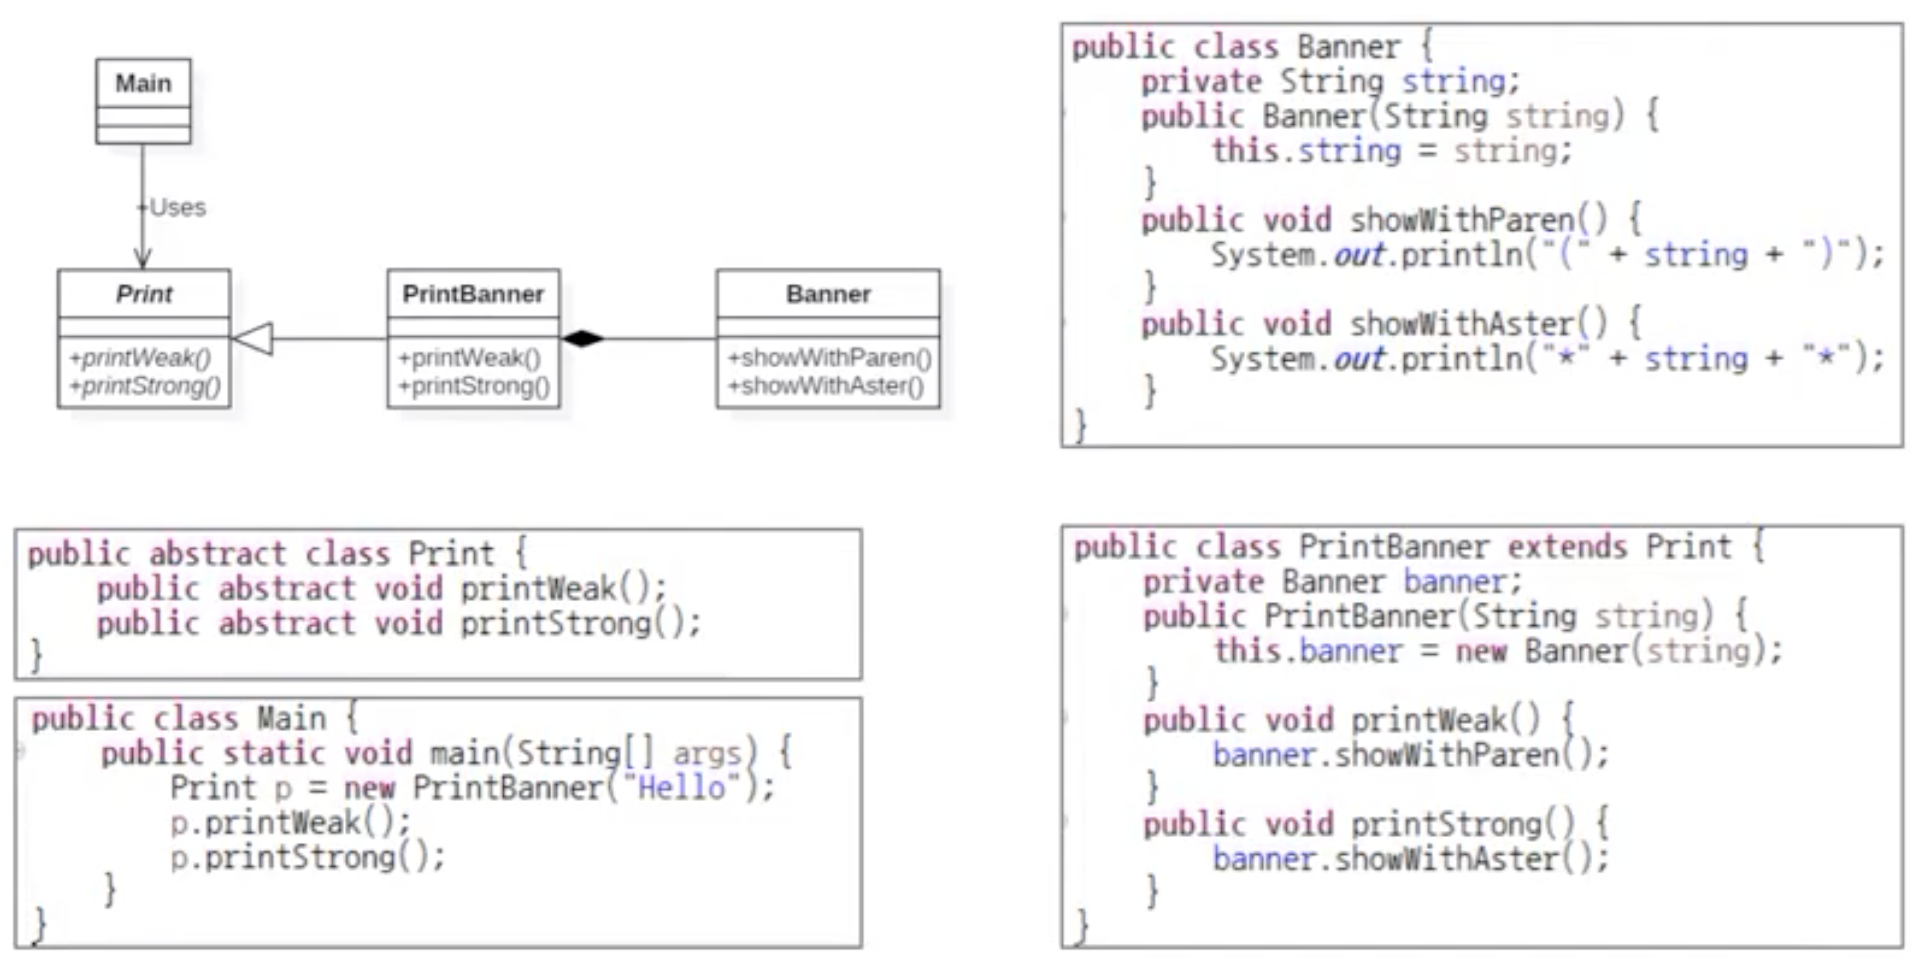 Main
Uses
Print
+printWeak()
+printStrong()
PrintBanner
+printWeak()
+printStrong()
Banner
+showWithParen()
+showWithAster()
public class Banner {
    private String string;
    public Banner(String string) {
        this.string = string;
    }
    public void showWithParen() {
        System.out.println("(" + string + ")");
    }
    public void showWithAster() {
        System.out.println("*" + string + "*");
    }
}
public abstract class Print {
    public abstract void printWeak();
    public abstract void printStrong();
}
public class Main {
    public static void main(String[] args) {
        Print p = new PrintBanner("Hello");
        p.printWeak();
        p.printStrong();
    }
}
public class PrintBanner extends Print {
    private Banner banner;
    public PrintBanner(String string) {
        this.banner = new Banner(string);
    }
    public void printWeak() {
        banner.showWithParen();
    }
    public void printStrong() {
        banner.showWithAster();
    }
}